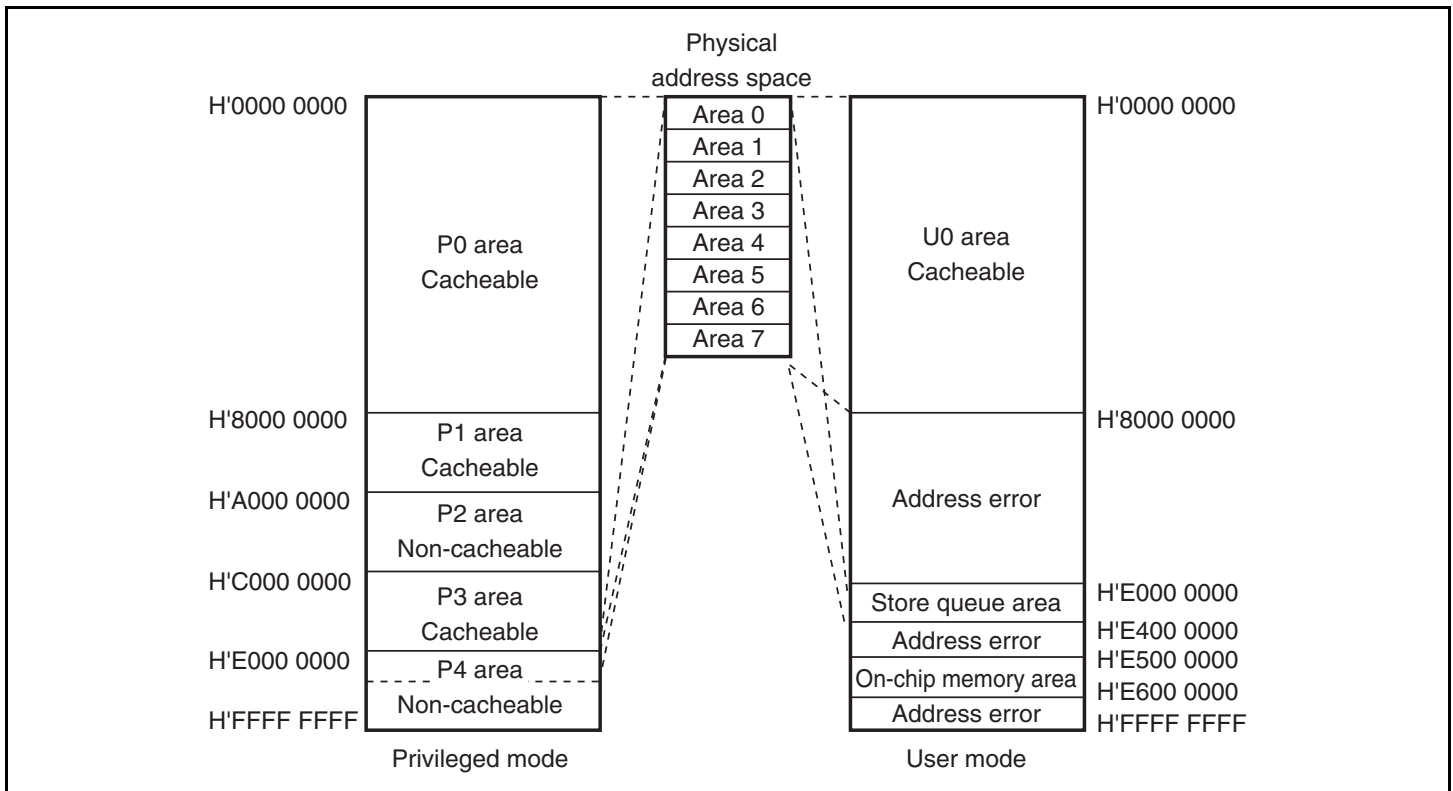 Physical
address space
H'0000 0000
P0 area
Cacheable
H'8000 0000
P1 area
Cacheable
H'A000 0000
P2 area
Non-cacheable
H'C000 0000
P3 area
Cacheable
H'E000 0000
P4 area
Non-cacheable
H'FFFF FFFF
Privileged mode
Area 0
Area 1
Area 2
Area 3
Area 4
Area 5
Area 6
Area 7
H'0000 0000
U0 area
Cacheable
H'8000 0000
Address error
H'E000 0000
Store queue area
H'E400 0000
Address error
H'E500 0000
On-chip memory area
H'E600 0000
Address error
H'FFFF FFFF
User mode